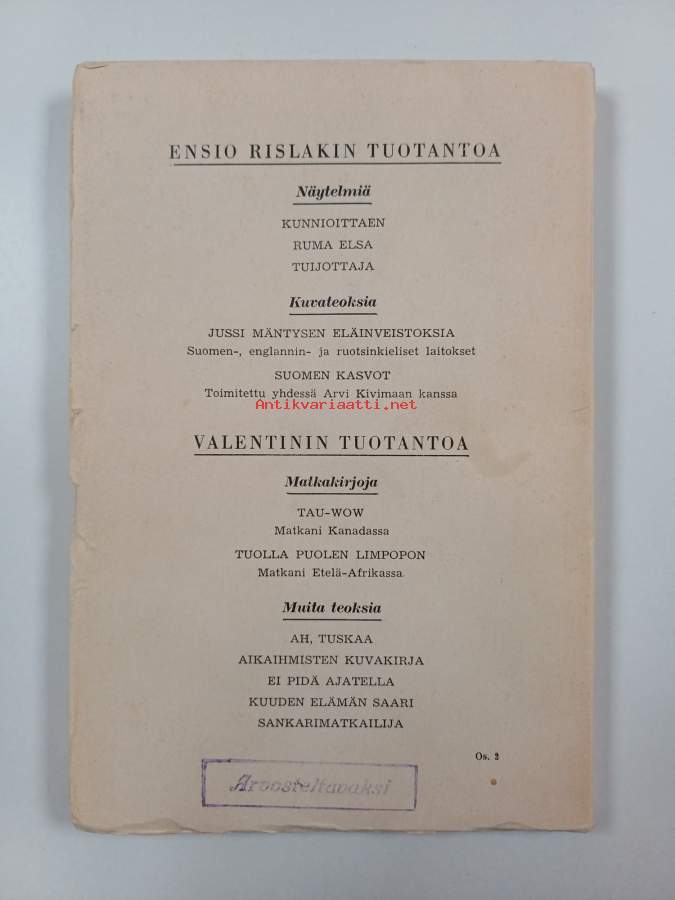 ENSIO RISLAKIN TUOTANTOA
Näytelmiä
KUNNIOITTAEN
RUMA ELSA
TUIJOTTAJA
Kuvateoksia
JUSSI MÄNTYSEN ELÄINVEISTOKSIA
Suomen-, englannin- ja ruotsinkieliset laitokset
SUOMEN KASVOT
Toimitettu yhdessä Arvi Kivimaan kanssa
Antikvariaatti.net
VALENTININ TUOTANTOA
Matkakirjoja
TAU-WOW
Matkani Kanadassa
TUOLLA PUOLEN LIMPOPON
Matkani Etelä-Afrikassa
Muita teoksia
AH, TUSKAA
AIKAIHMISTEN KUVAKIRJA
EI PIDÄ AJATELLA
KUUDEN ELÄMÄN SAARI
SANKARIMATKAILIJA
Os. 2
Arvosteltavaksi